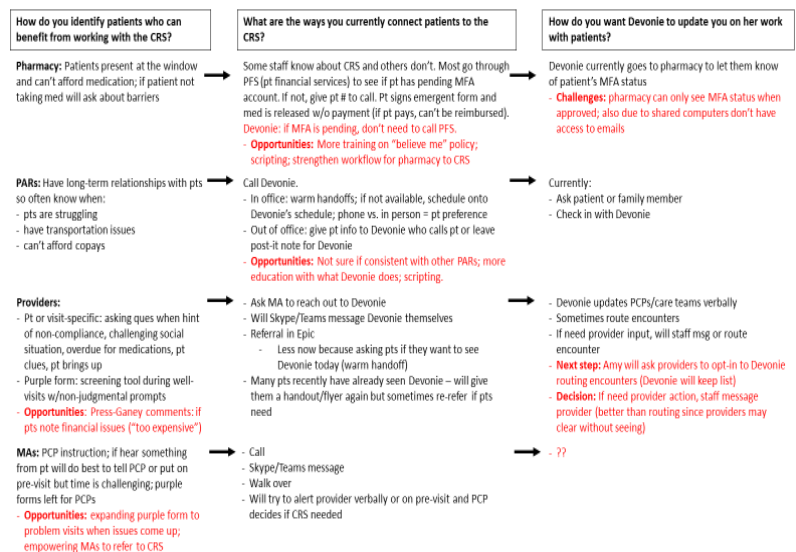 How do you identify patients who can
benefit from working with the CRS?
What are the ways you currently connect patients to the
CRS?
How do you want Devonie to update you on her work
with patients?
Pharmacy: Patients present at the window
and can't afford medication; if patient not
taking med will ask about barriers
Some staff know about CRS and others don't. Most go through
PFS (pt financial services) to see if pt has pending MFA
account. If not, give pt # to call. Pt signs emergent form and
med is released w/o payment (if pt pays, can't be reimbursed).
Devonie: if MFA is pending, don't need to call PFS.
- Opportunities: More training on "believe me" policy;
scripting; strengthen workflow for pharmacy to CRS
Devonie currently goes to pharmacy to let them know
of patient's MFA status
- Challenges: pharmacy can only see MFA status when
approved; also due to shared computers don't have
access to emails
PARs: Have long-term relationships with pts
so often know when:
- pts are struggling
- have transportation issues
- can't afford copays
Call Devonie.
- In office: warm handoffs; if not available, schedule onto
Devonie's schedule; phone vs. in person = pt preference
- Out of office: give pt info to Devonie who calls pt or leave
post-it note for Devonie
- Opportunities: Not sure if consistent with other PARs; more
education with what Devonie does; scripting.
Currently:
- Ask patient or family member
- Check in with Devonie
Providers:
- Pt or visit-specific: asking ques when hint
of non-compliance, challenging social
situation, overdue for medications, pt
clues, pt brings up
- Purple form: screening tool during well-
visits w/non-judgmental prompts
- Opportunities: Press-Ganey comments: if
pts note financial issues ("too expensive")
- Ask MA to reach out to Devonie
- Will Skype/Teams message Devonie themselves
- Referral in Epic
- Less now because asking pts if they want to see
Devonie today (warm handoff)
- Many pts recently have already seen Devonie – will give
them a handout/flyer again but sometimes re-refer if pts
need
- Devonie updates PCPs/care teams verbally
- Sometimes route encounters
- If need provider input, will staff msg or route
encounter
- Next step: Amy will ask providers to opt-in to Devonie
routing encounters (Devonie will keep list)
- Decision: If need provider action, staff message
provider (better than routing since providers may
clear without seeing)
MAs: PCP instruction; if hear something
from pt will do best to tell PCP or put on
pre-visit but time is challenging; purple
forms left for PCPs
- Opportunities: expanding purple form to
problem visits when issues come up;
empowering MAs to refer to CRS
- Call
- Skype/Teams message
- Walk over
- Will try to alert provider verbally or on pre-visit and PCP
decides if CRS needed
- ??